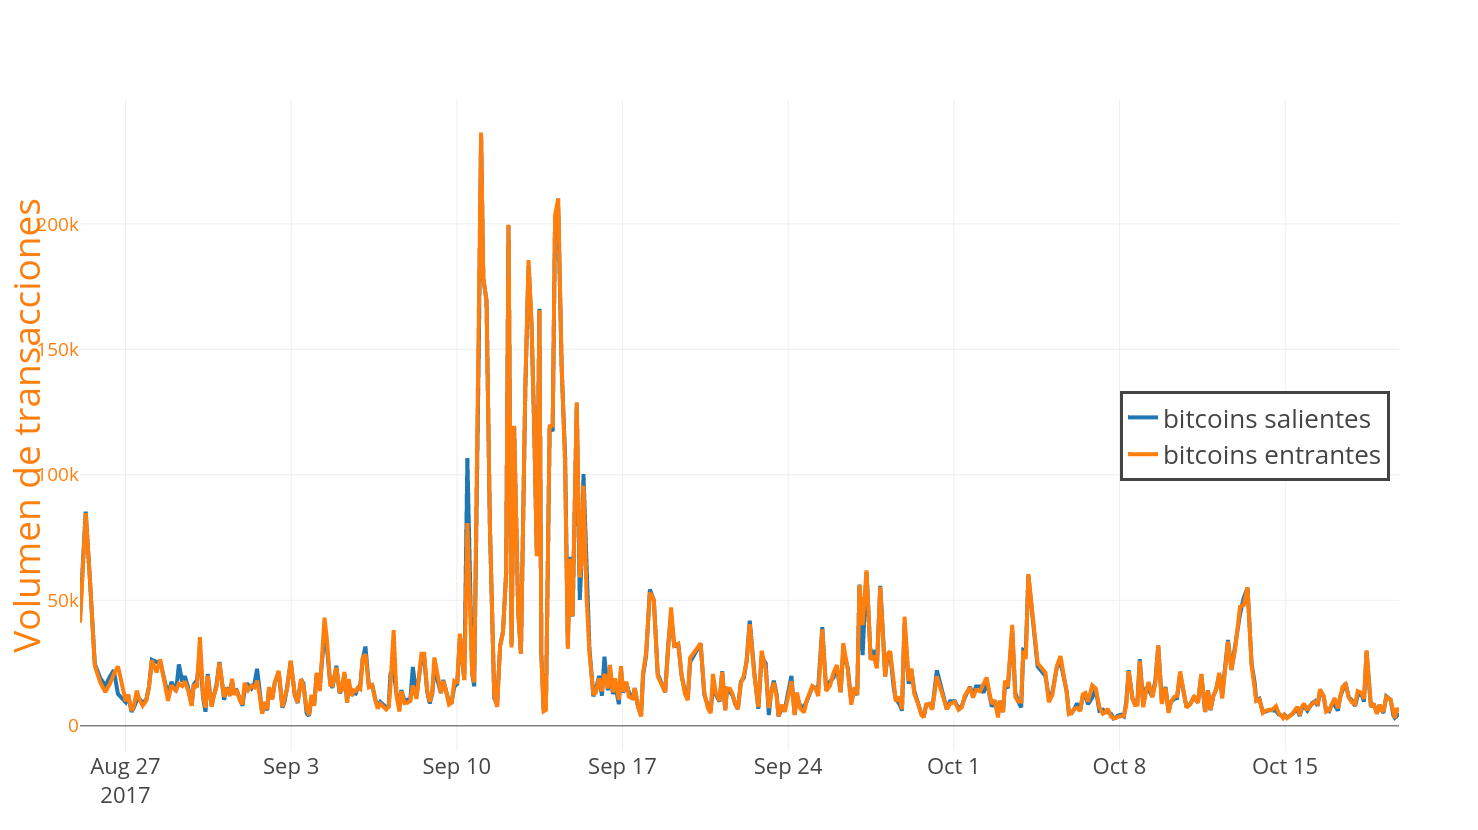 Volumen de transacciones
200k
150k
100k
50k
0
bitcoins salientes
bitcoins entrantes
Aug 27
2017
Sep 3
Sep 10
Sep 17
Sep 24
Oct 1
Oct 8
Oct 15